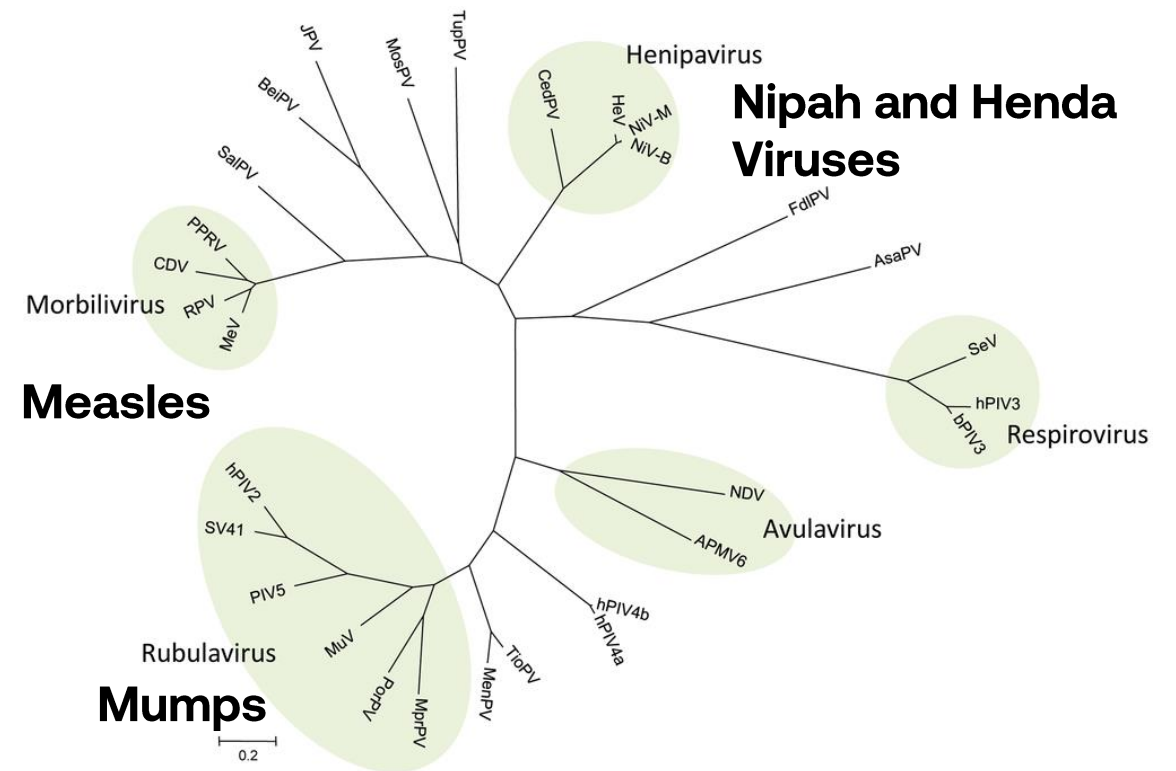 TupPV
JPV
MosPV
BeiPV
SalPV
Henipavirus
CedPV
HeV
NiV-M
NiV-B
Nipah and Henda
Viruses
FdlPV
AsaPV
PPRV
CDV
RPV
MeV
Morbilivirus
Measles
SeV
hPIV3
bPIV3
Respirovirus
NDV
APMV6
Avulavirus
hPIV2
SV41
PIV5
MuV
PorPV
MprPV
Rubulavirus
Mumps
hPIV4b
hPIV4a
TioPV
MenPV
0.2